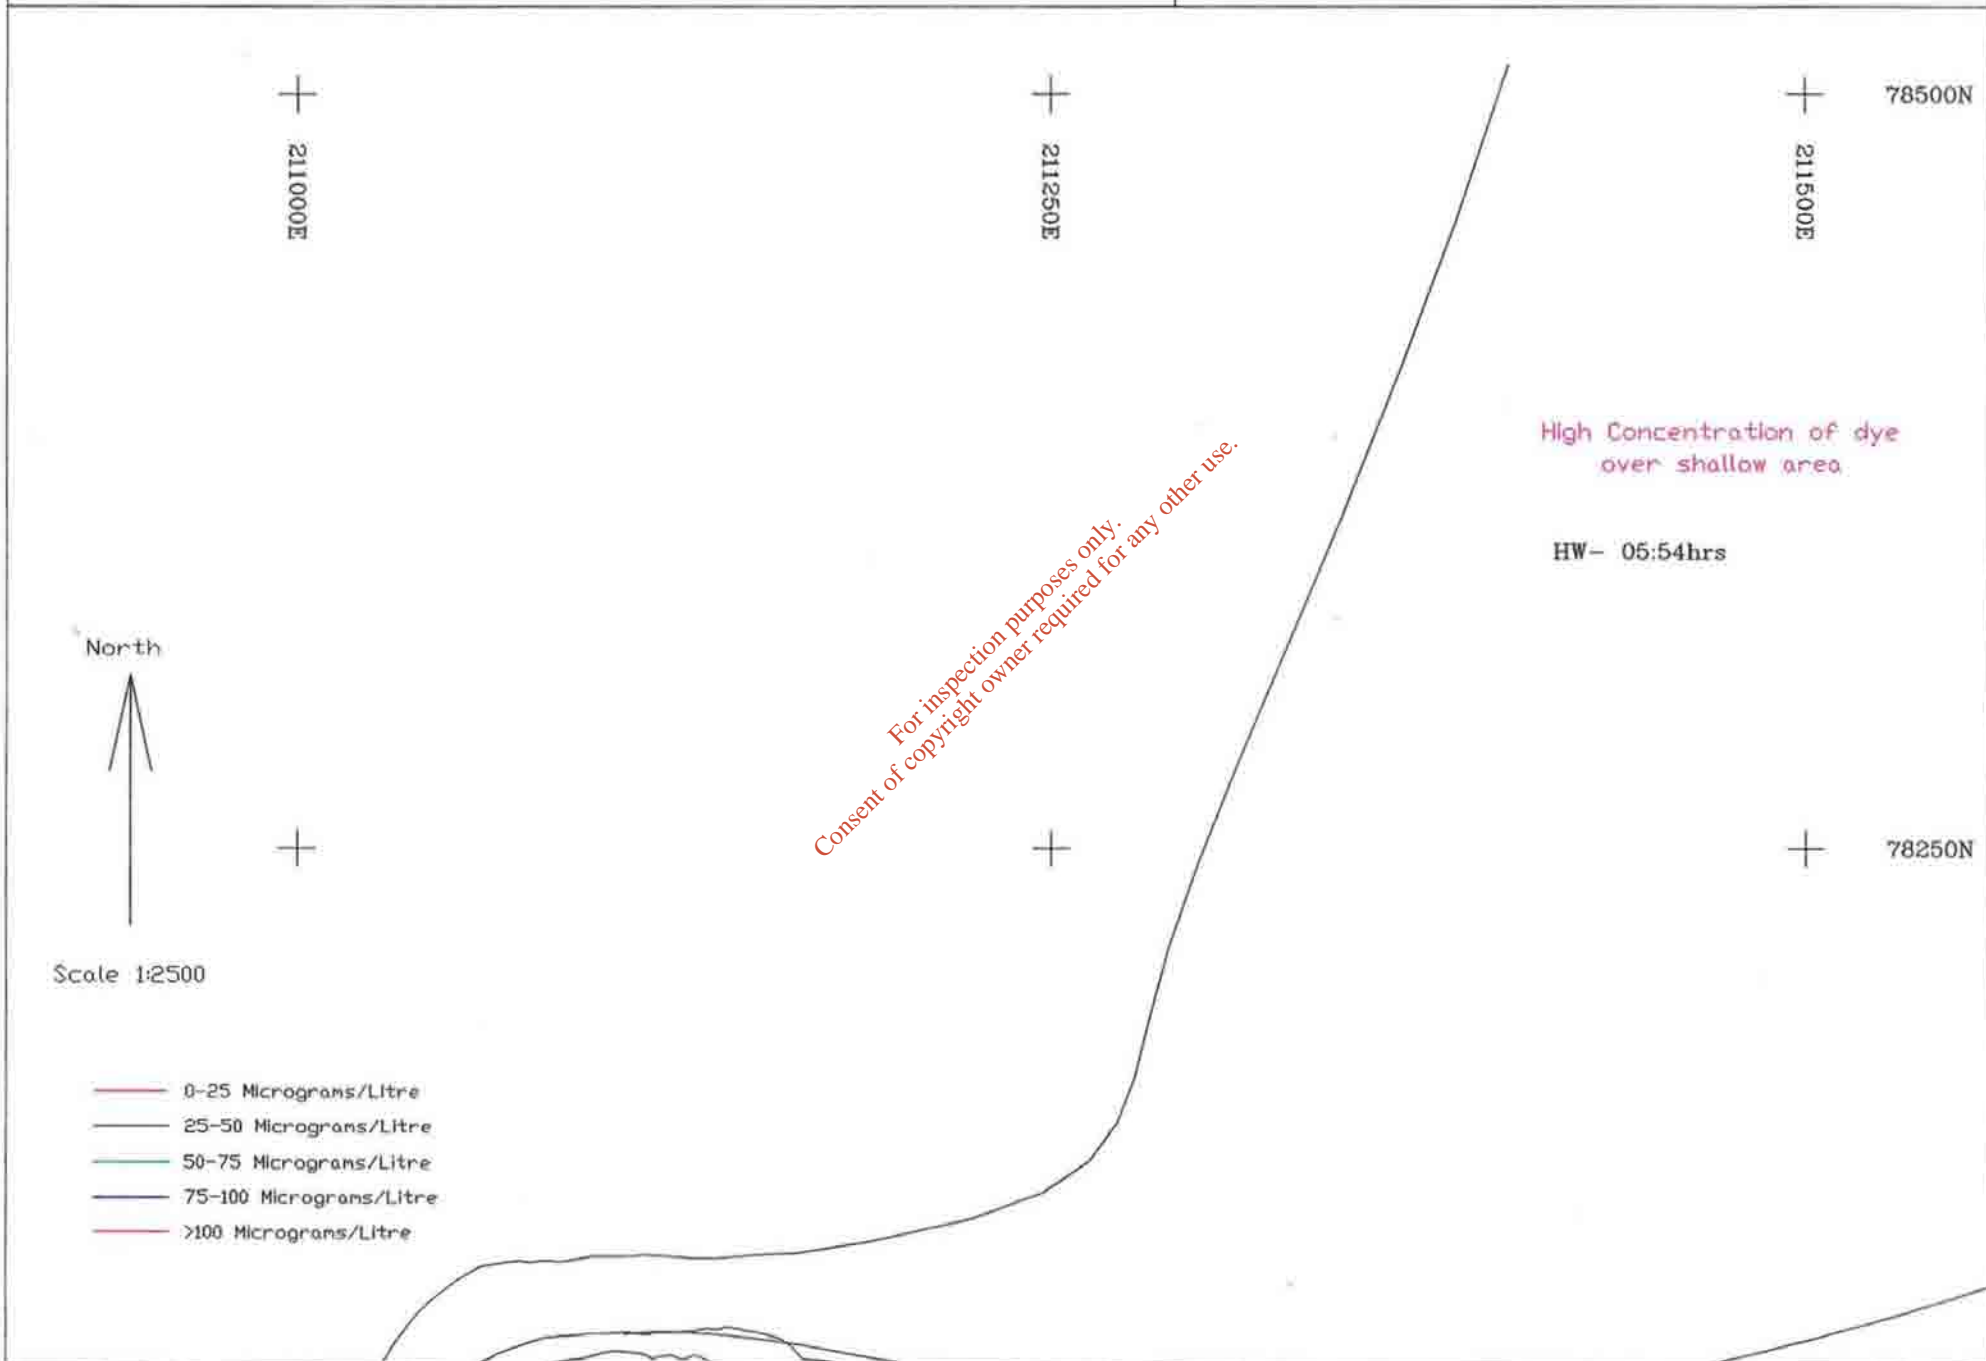 78500N
211000E
211250E
211500E
High Concentration of dye
over shallow area
HW- 05:54hrs
For inspection purposes only.
Consent of copyright owner required for any other use.
North
78250N
Scale 1:2500
0-25 Micrograms/Litre
25-50 Micrograms/Litre
50-75 Micrograms/Litre
75-100 Micrograms/Litre
>100 Micrograms/Litre